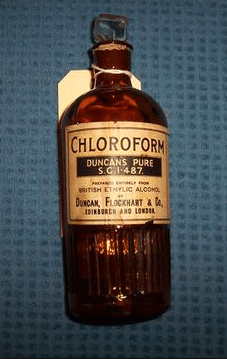 CHLOROFORM
DUNCAN'S PURE
S.G.1·487.
PREPARED ENTIRELY FROM
BRITISH ETHYLIC ALCOHOL
BY
DUNCAN, FLOCKHART & Co.,
EDINBURGH AND LONDON.